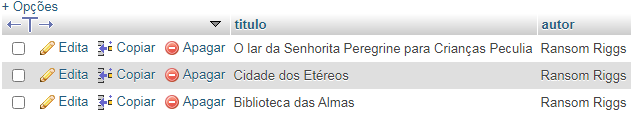 + Opções
titulo autor
Edita Copiar Apagar O lar da Senhorita Peregrine para Crianças Peculia Ransom Riggs
Edita Copiar Apagar Cidade dos Etéreos Ransom Riggs
Edita Copiar Apagar Biblioteca das Almas Ransom Riggs